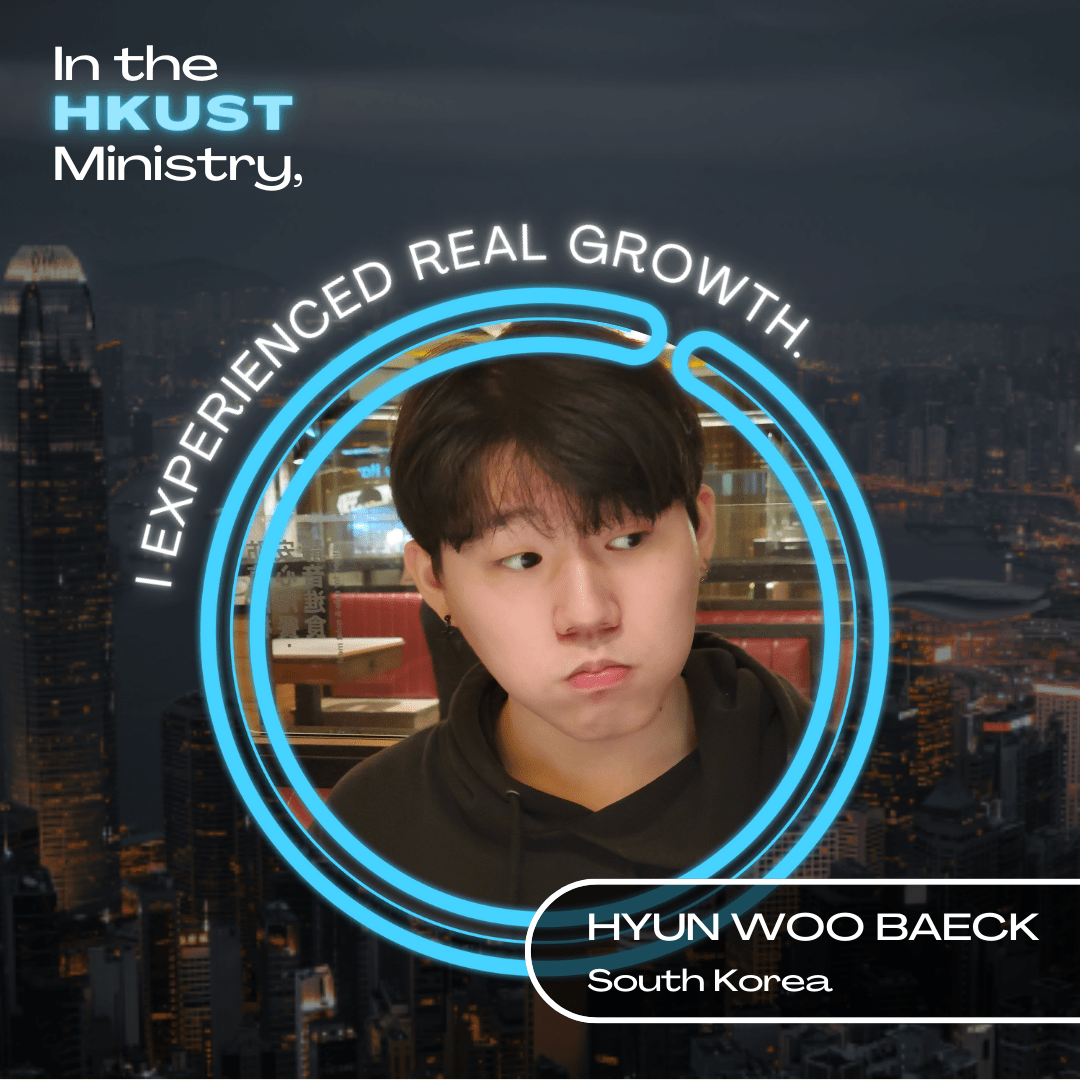 In the
HKUST
Ministry,
I EXPERIENCED REAL GROWTH.
HYUN WOO BAECK
South Korea